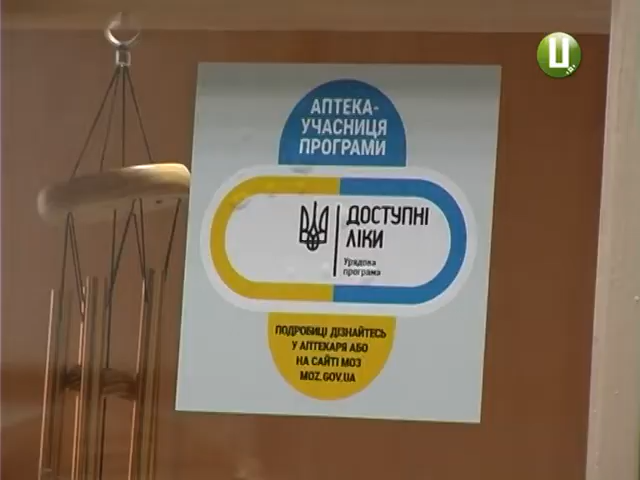 Ц
АПТЕКА-
УЧАСНИЦЯ
ПРОГРАМИ
ДОСТУПНІ
ЛІКИ
Урядова
програма
ПОДРОБИЦІ ДІЗНАЙТЕСЬ
У АПТЕКАРЯ АБО
НА САЙТІ МОЗ
MOZ.GOV.UA